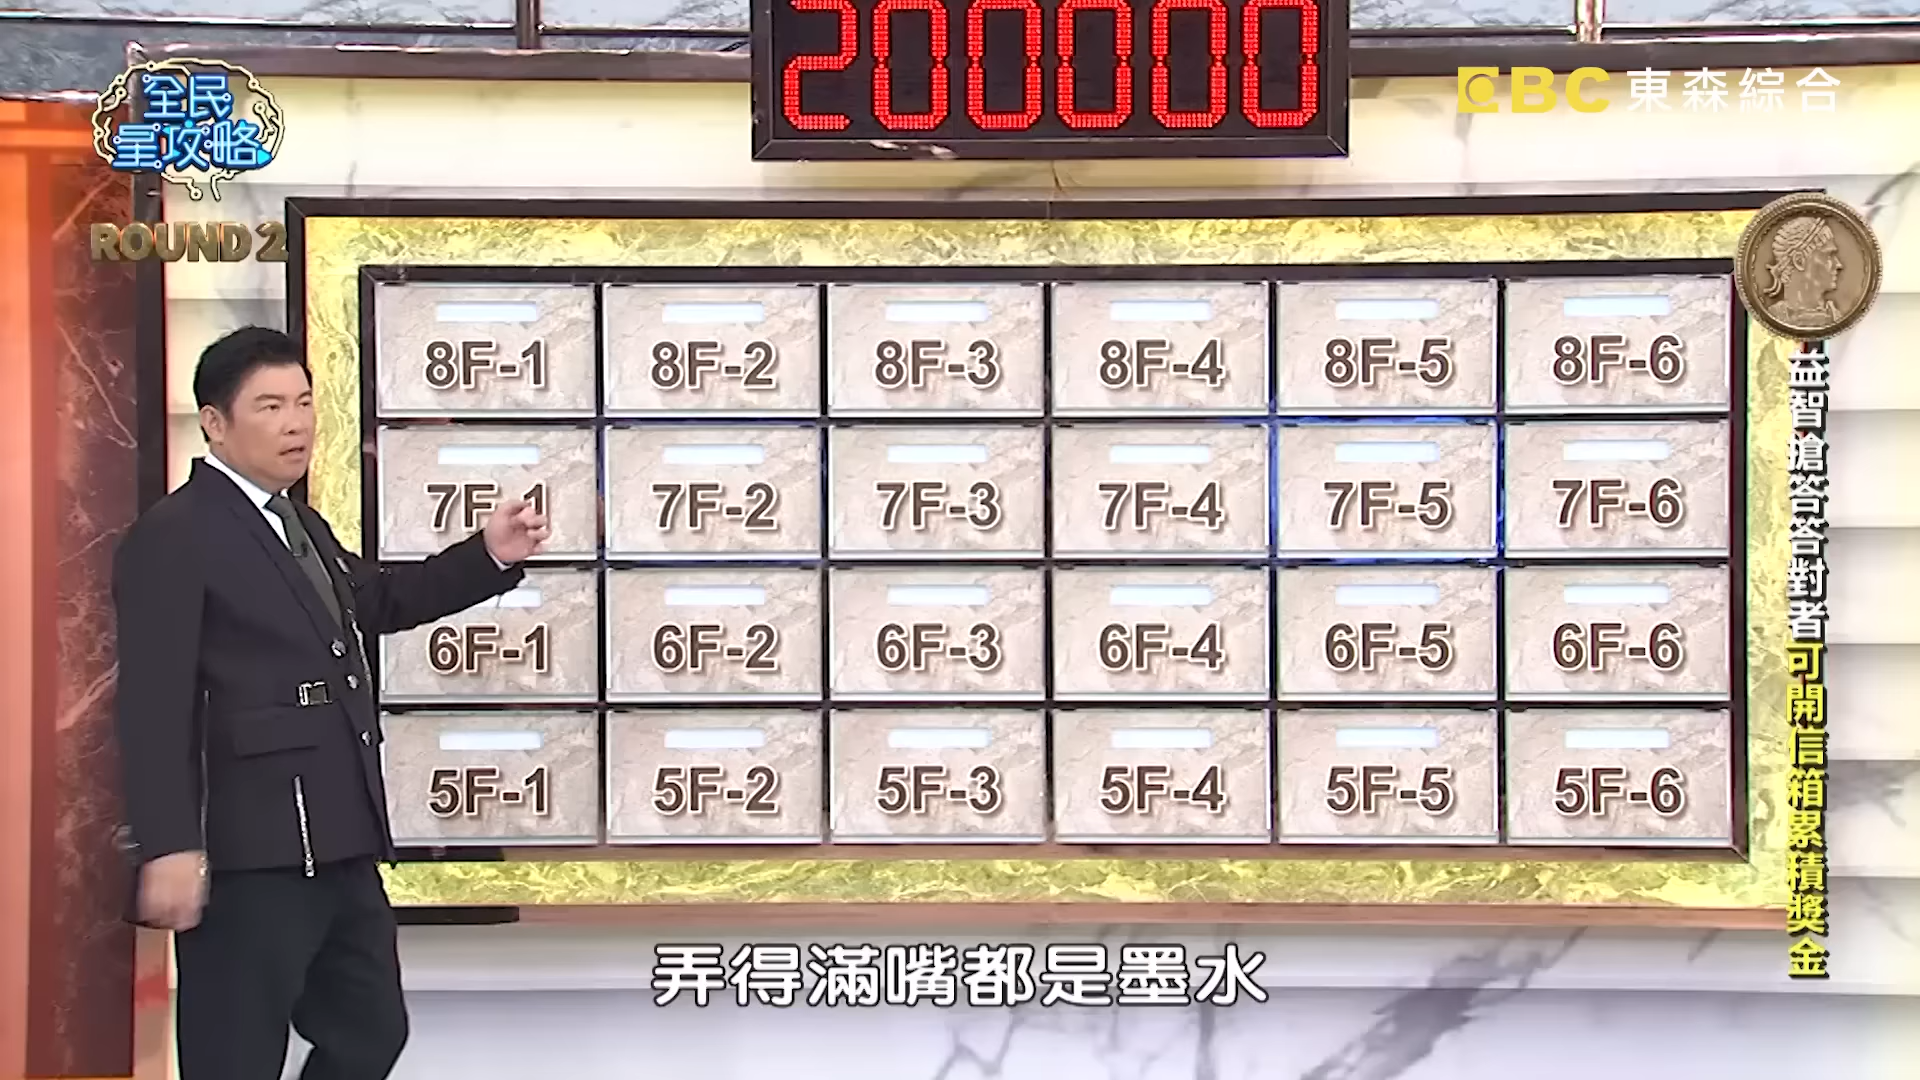 200000
全民
星攻略
EBC 東森綜合
ROUND 2
8F-1 8F-2 8F-3 8F-4 8F-5 8F-6
7F-1 7F-2 7F-3 7F-4 7F-5 7F-6
6F-1 6F-2 6F-3 6F-4 6F-5 6F-6
5F-1 5F-2 5F-3 5F-4 5F-5 5F-6
益智搶答答對者可開信箱累積獎金
弄得滿嘴都是墨水